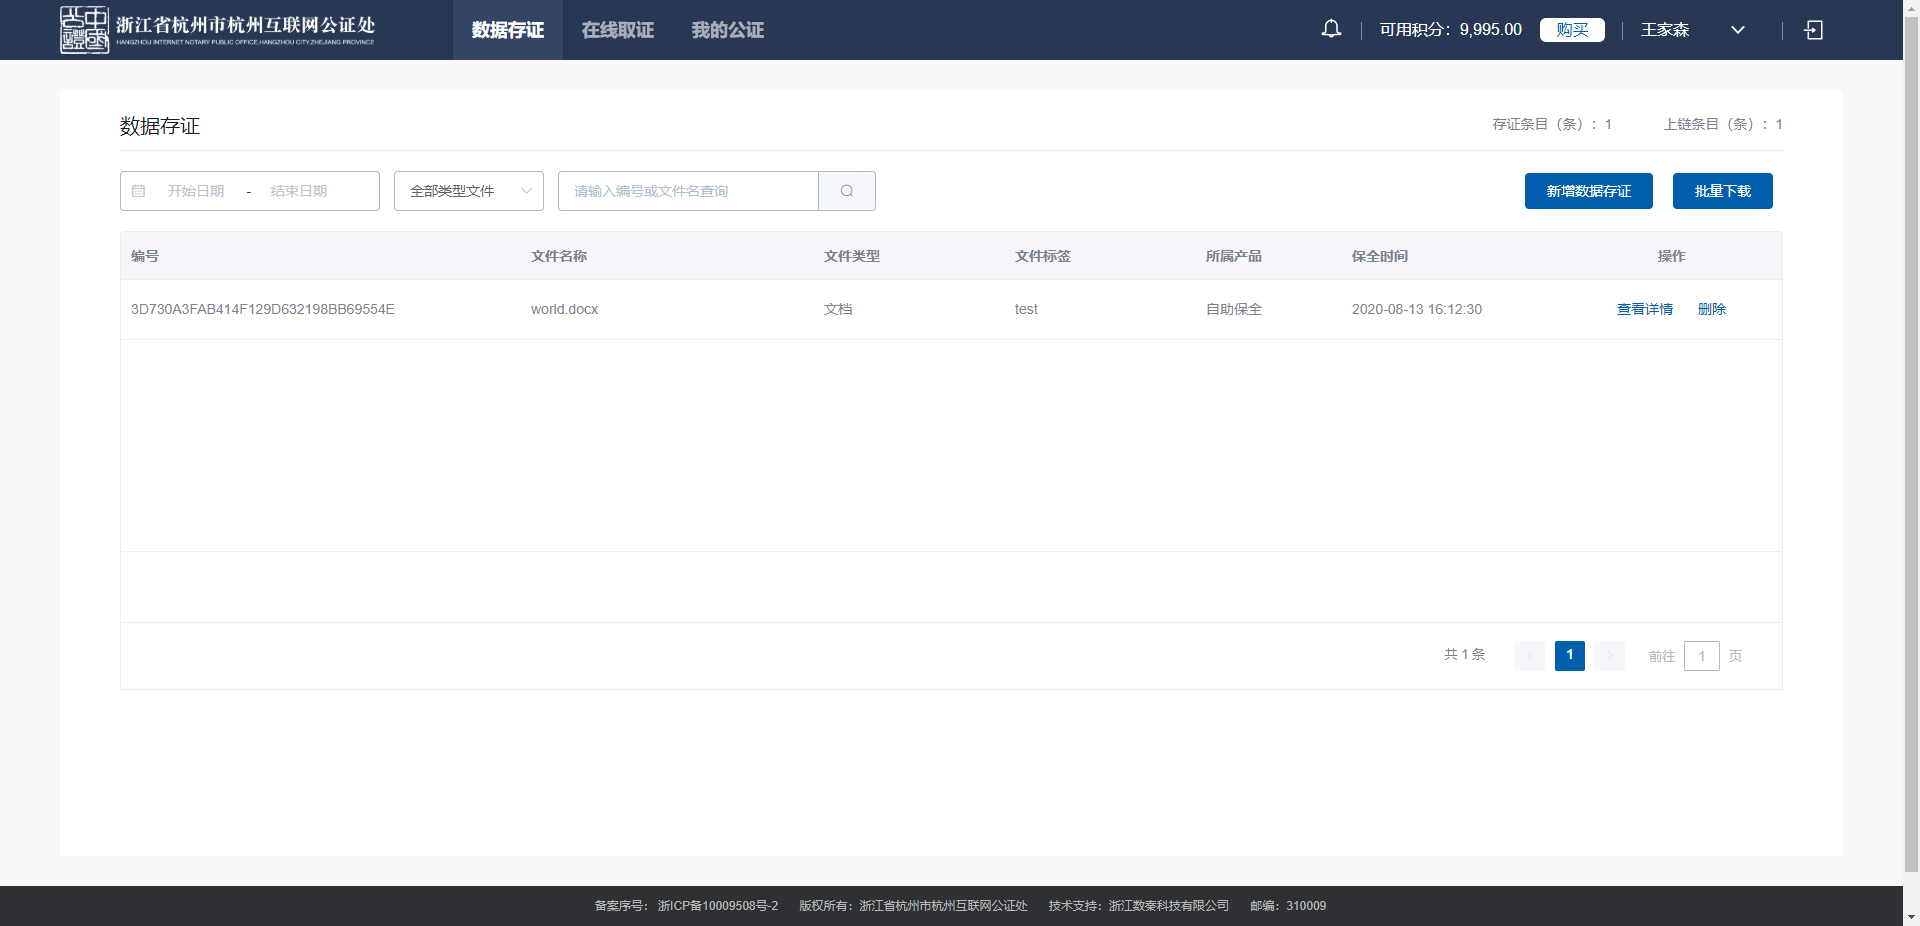 浙江省杭州市杭州互联网公证处
HANGZHOU INTERNET NOTARY PUBLIC OFFICE,HANGZHOU CITY,ZHEJIANG PROVINCE
数据存证 在线取证 我的公证
可用积分：9,995.00 购买 王家森
数据存证
存证条目（条）：1 上链条目（条）：1
开始日期 - 结束日期 全部类型文件 请输入编号或文件名查询 新增数据存证 批量下载
编号 文件名称 文件类型 文件标签 所属产品 保全时间 操作
3D730A3FAB414F129D632198BB69554E world.docx 文档 test 自助保全 2020-08-13 16:12:30 查看详情 删除
共 1 条 < 1 > 前往 1 页
备案序号：浙ICP备10009508号-2 版权所有：浙江省杭州市杭州互联网公证处 技术支持：浙江数秦科技有限公司 邮编：310009